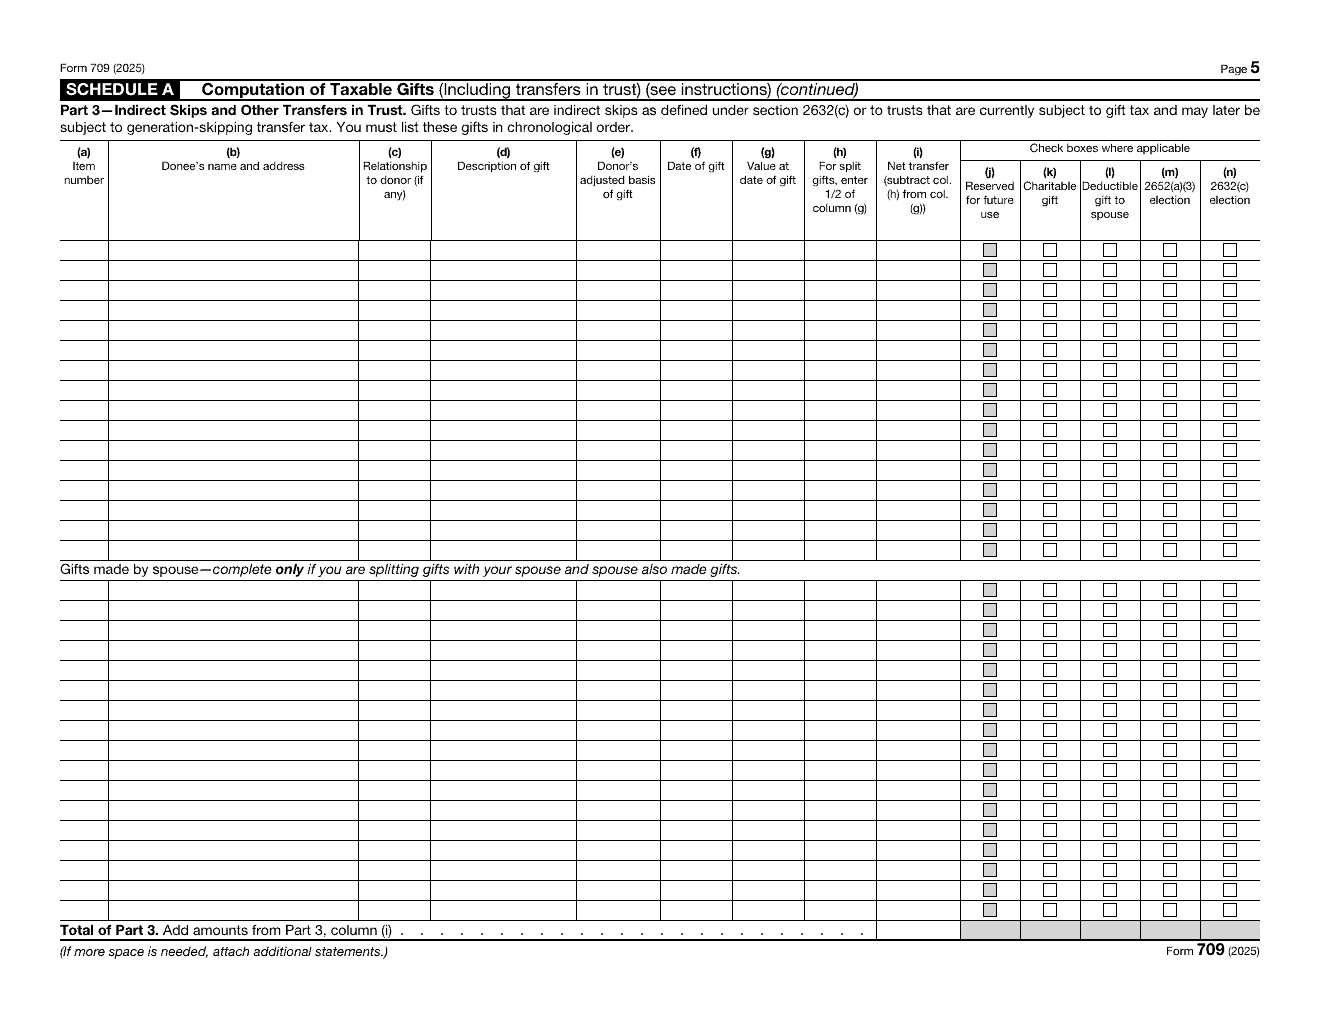 Form 709 (2025)
Page 5
SCHEDULE A Computation of Taxable Gifts (Including transfers in trust) (see instructions) (continued)
Part 3—Indirect Skips and Other Transfers in Trust. Gifts to trusts that are indirect skips as defined under section 2632(c) or to trusts that are currently subject to gift tax and may later be
subject to generation-skipping transfer tax. You must list these gifts in chronological order.
(a)
Item
number
(b)
Donee's name and address
(c)
Relationship
to donor (if
any)
(d)
Description of gift
(e)
Donor's
adjusted basis
of gift
(f)
Date of gift
(g)
Value at
date of gift
(h)
For split
gifts, enter
1/2 of
column (g)
(i)
Net transfer
(subtract col.
(h) from col.
(g))
Check boxes where applicable
(j)
Reserved
for future
use
(k)
Charitable
gift
(l)
Deductible
gift to
spouse
(m)
2652(a)(3)
election
(n)
2632(c)
election
Gifts made by spouse—complete only if you are splitting gifts with your spouse and spouse also made gifts.
Total of Part 3. Add amounts from Part 3, column (i) . . . . . . . . . . . . . . . . . . . . . . . .
(If more space is needed, attach additional statements.)
Form 709 (2025)